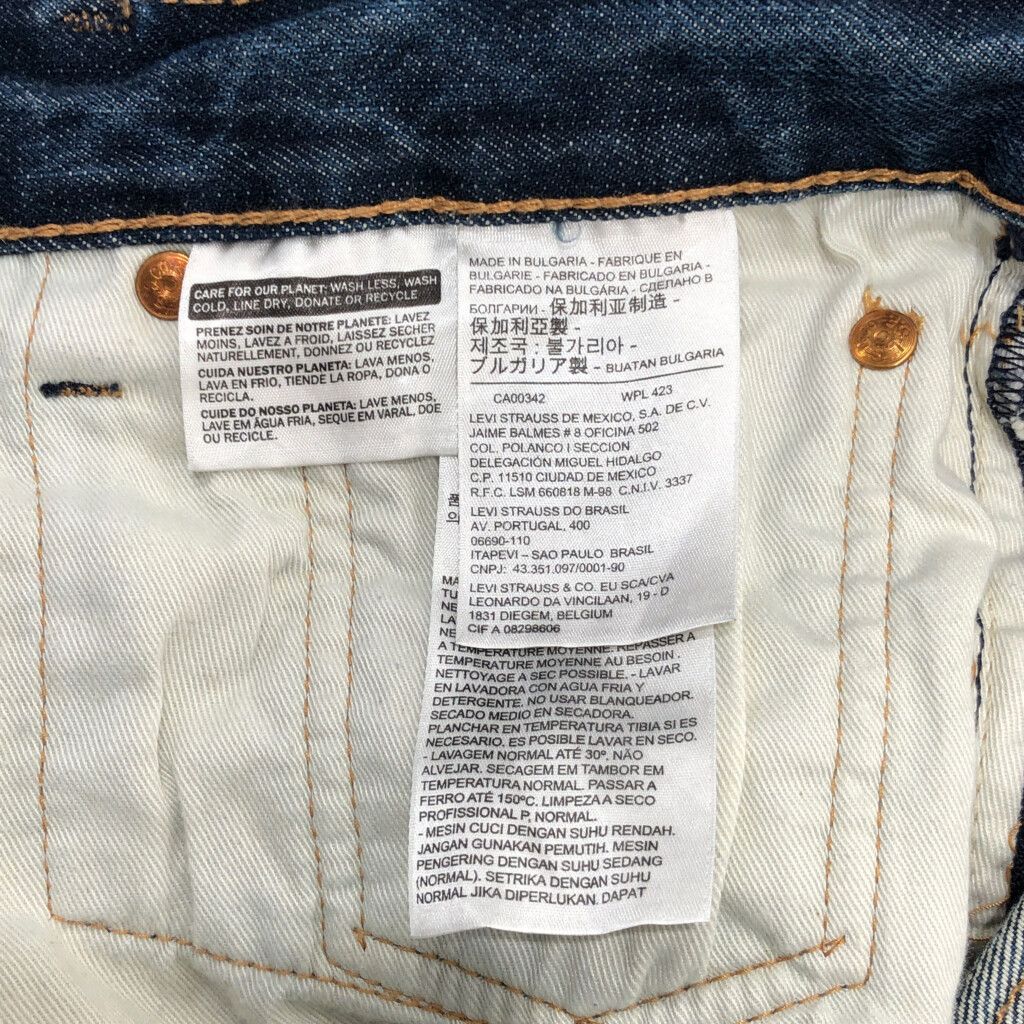 CARE FOR OUR PLANET: WASH LESS, WASH
COLD, LINE DRY, DONATE OR RECYCLE
PRENEZ SOIN DE NOTRE PLANETE: LAVEZ
MOINS, LAVEZ A FROID, LAISSEZ SECHER
NATURELLEMENT, DONNEZ OU RECYCLEZ
CUIDA NUESTRO PLANETA: LAVA MENOS,
LAVA EN FRIO, TIENDE LA ROPA, DONA O
RECICLA.
CUIDE DO NOSSO PLANETA: LAVE MENOS,
LAVE EM ÁGUA FRIA, SEQUE EM VARAL, DOE
OU RECICLE.
MADE IN BULGARIA - FABRIQUE EN
BULGARIE - FABRICADO EN BULGARIA -
FABRICADO NA BULGÁRIA - СДЕЛАНО В
БОЛГАРИИ - 保加利亚制造 -
保加利亞製 -
제조국 : 불가리아 -
ブルガリア製 - BUATAN BULGARIA
CA00342 WPL 423
LEVI STRAUSS DE MEXICO, S.A. DE C.V.
JAIME BALMES # 8 OFICINA 502
COL. POLANCO I SECCION
DELEGACIÓN MIGUEL HIDALGO
C.P. 11510 CIUDAD DE MEXICO
R.F.C. LSM 660818 M-98 C.N.I.V. 3337
LEVI STRAUSS DO BRASIL
AV. PORTUGAL, 400
06690-110
ITAPEVI – SAO PAULO BRASIL
CNPJ: 43.351.097/0001-90
LEVI STRAUSS & CO. EU SCA/CVA
LEONARDO DA VINCILAAN, 19 - D
1831 DIEGEM, BELGIUM
CIF A 08298606
MA
TU
NE
LA
NE
A TEMPÉRATURE MOYENNE. REPASSER A
TEMPÉRATURE MOYENNE AU BESOIN.
NETTOYAGE A SEC POSSIBLE. - LAVAR
EN LAVADORA CON AGUA FRIA Y
DETERGENTE. NO USAR BLANQUEADOR.
SECADO MEDIO EN SECADORA.
PLANCHAR EN TEMPERATURA TIBIA SI ES
NECESARIO. ES POSIBLE LAVAR EN SECO.
- LAVAGEM NORMAL ATÉ 30º, NÃO
ALVEJAR. SECAGEM EM TAMBOR EM
TEMPERATURA NORMAL. PASSAR A
FERRO ATÉ 150ºC. LIMPEZA A SECO
PROFISSIONAL P, NORMAL.
- MESIN CUCI DENGAN SUHU RENDAH.
JANGAN GUNAKAN PEMUTIH. MESIN
PENGERING DENGAN SUHU SEDANG
(NORMAL). SETRIKA DENGAN SUHU
NORMAL JIKA DIPERLUKAN. DAPAT